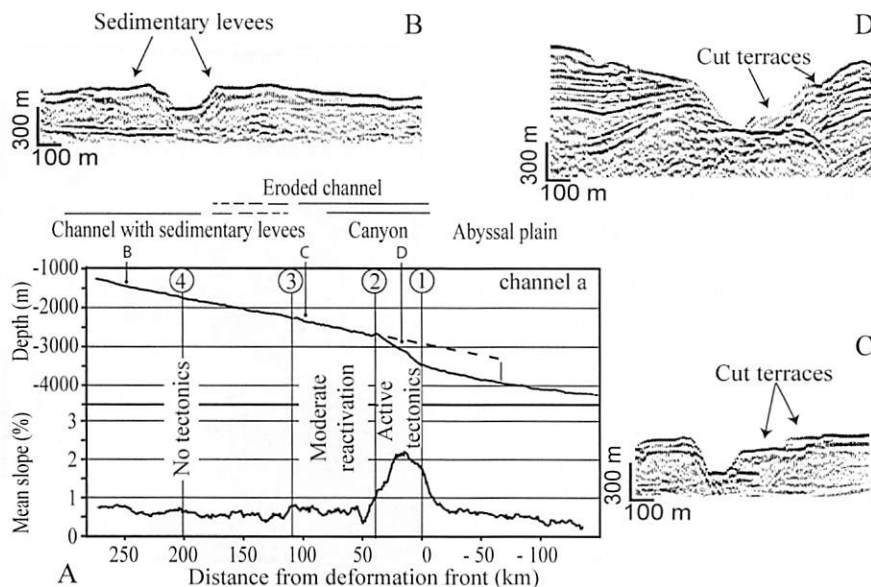 B
Sedimentary levees
300 m
100 m
D
Cut terraces
300 m
100 m
Eroded channel
Channel with sedimentary levees
Canyon
Abyssal plain
B
C
D
4
3
2
1
channel a
Depth (m)
-1000
-2000
-3000
-4000
No tectonics
Moderate
reactivation
Active
tectonics
Mean slope (%)
3
2
1
0
250 200 150 100 50 0 - 50 - 100
A
Distance from deformation front (km)
C
Cut terraces
300 m
100 m